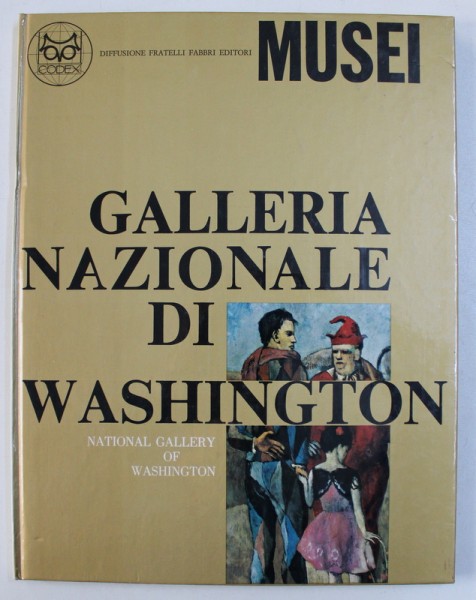 CODEX
DIFFUSIONE FRATELLI FABBRI EDITORI
MUSEI
GALLERIA
NAZIONALE
DI
WASHINGTON
NATIONAL GALLERY
OF
WASHINGTON